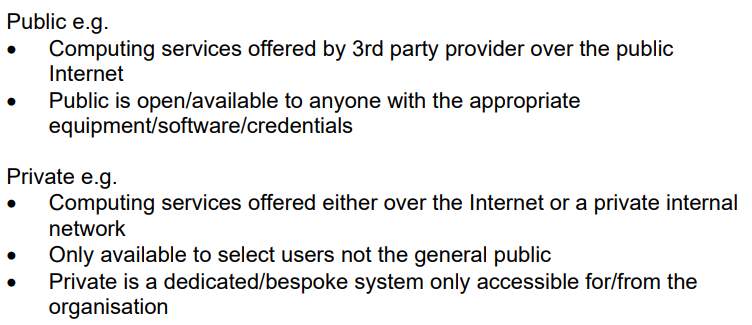 Public e.g.
• Computing services offered by 3rd party provider over the public
Internet
• Public is open/available to anyone with the appropriate
equipment/software/credentials
Private e.g.
• Computing services offered either over the Internet or a private internal
network
• Only available to select users not the general public
• Private is a dedicated/bespoke system only accessible for/from the
organisation